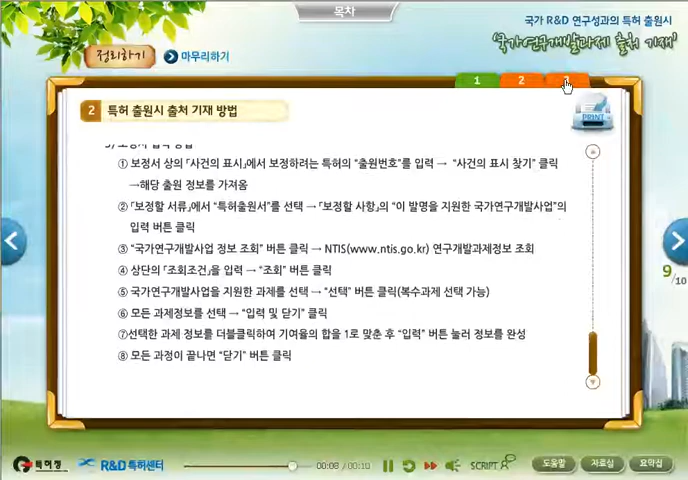 목차
국가 R&D 연구성과의 특허 출원시
'국가연구개발과제 출처 기재'
정리하기
마무리하기
1
2
3
2 특허 출원시 출처 기재 방법
PRINT
① 보정서 상의 「사건의 표시」에서 보정하려는 특허의 "출원번호"를 입력 → "사건의 표시 찾기" 클릭
→해당 출원 정보를 가져옴
② 「보정할 서류」에서 "특허출원서"를 선택 → 「보정할 사항」의 "이 발명을 지원한 국가연구개발사업"의
입력 버튼 클릭
③ "국가연구개발사업 정보 조회" 버튼 클릭 → NTIS(www.ntis.go.kr) 연구개발과제정보 조회
④ 상단의 「조회조건」을 입력 → "조회" 버튼 클릭
⑤ 국가연구개발사업을 지원한 과제를 선택 → "선택" 버튼 클릭(복수과제 선택 가능)
⑥ 모든 과제정보를 선택 → "입력 및 닫기" 클릭
⑦선택한 과제 정보를 더블클릭하여 기여율의 합을 1로 맞춘 후 "입력" 버튼 눌러 정보를 완성
⑧ 모든 과정이 끝나면 "닫기" 버튼 클릭
9/10
특허청
R&D특허센터
00:08 / 00:10
SCRIPT
도움말
자료실
요약집